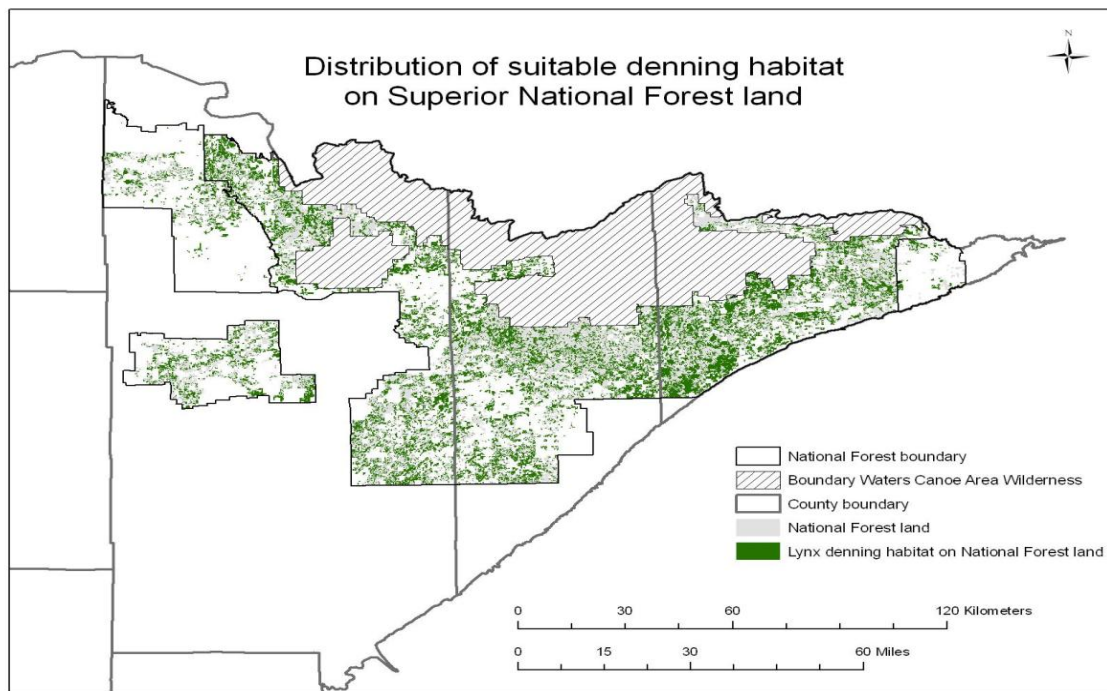 N
Distribution of suitable denning habitat
on Superior National Forest land
National Forest boundary
Boundary Waters Canoe Area Wilderness
County boundary
National Forest land
Lynx denning habitat on National Forest land
0 30 60 120 Kilometers
0 15 30 60 Miles